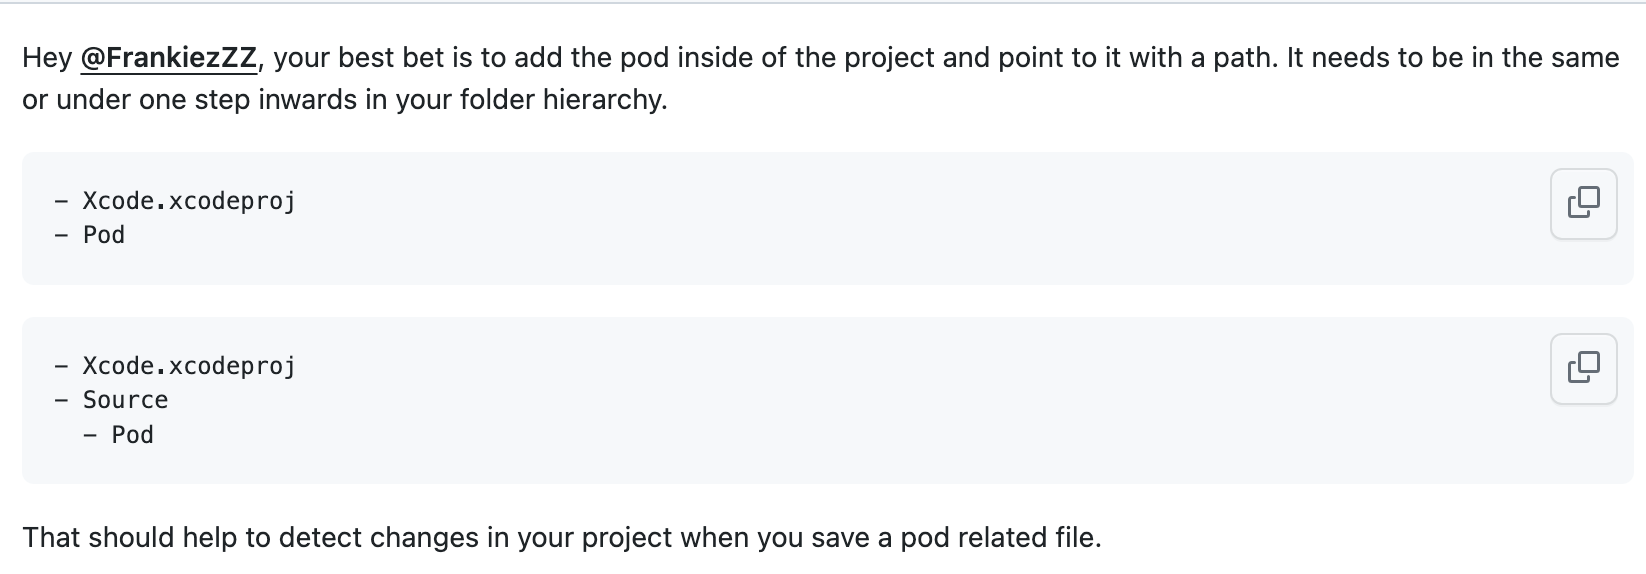 Hey @FrankiezZZ, your best bet is to add the pod inside of the project and point to it with a path. It needs to be in the same
or under one step inwards in your folder hierarchy.
- Xcode.xcodeproj
- Pod
- Xcode.xcodeproj
- Source
  - Pod
That should help to detect changes in your project when you save a pod related file.